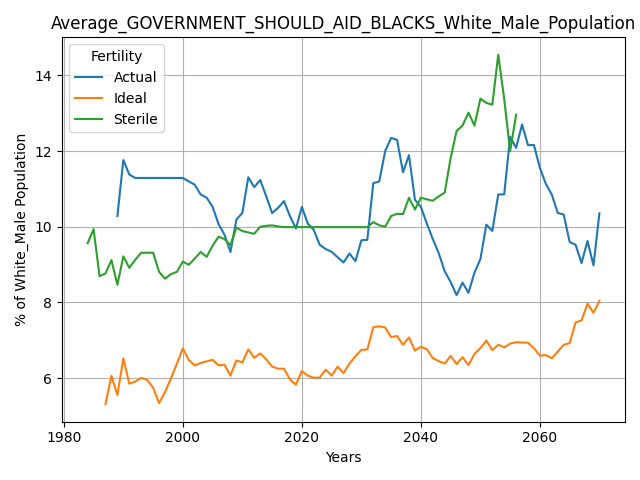 Average_GOVERNMENT_SHOULD_AID_BLACKS_White_Male_Population
Fertility
Actual
Ideal
Sterile
14
12
10
8
6
% of White_Male Population
1980
2000
2020
2040
2060
Years